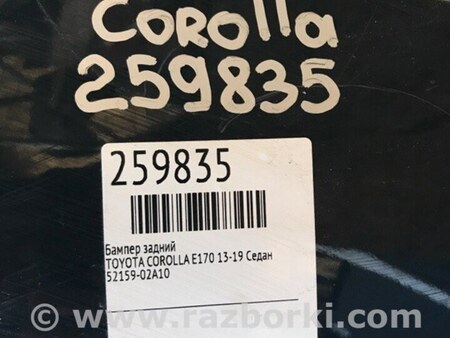 Corolla
259835
259835
Бампер задний
TOYOTA COROLLA E170 13-19 Седан
52159-02A10
© www.razborki.com